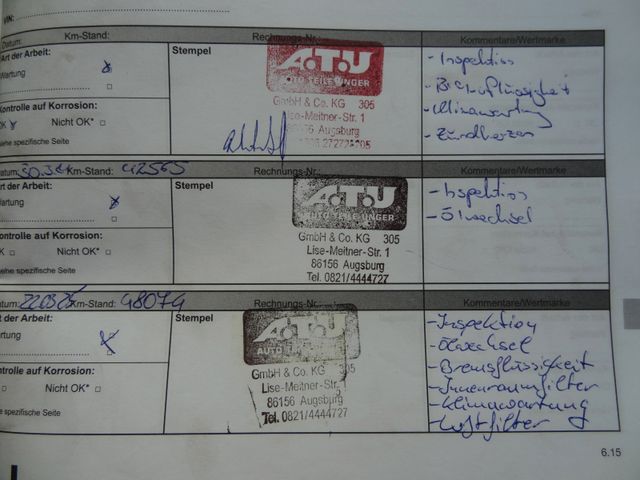 VIN:
Datum: Km-Stand: Rechnungs-Nr.: Kommentare/Wertmarke
Art der Arbeit: Stempel
Wartung
Kontrolle auf Korrosion:
OK Nicht OK*
siehe spezifische Seite
A.T.U
AUTO TEILE UNGER
GmbH & Co. KG 305
Lise-Meitner-Str. 1
86156 Augsburg
- Inspektion
- Klimawartung
- Zündkerzen
Datum: Km-Stand: 42565 Rechnungs-Nr.: Kommentare/Wertmarke
Art der Arbeit: Stempel
Wartung
Kontrolle auf Korrosion:
OK Nicht OK*
siehe spezifische Seite
A.T.U
AUTO TEILE UNGER
GmbH & Co. KG 305
Lise-Meitner-Str. 1
86156 Augsburg
Tel. 0821/4444727
- Inspektion
- Ölwechsel
Datum: 220325 Km-Stand: 48074 Rechnungs-Nr.: Kommentare/Wertmarke
Art der Arbeit: Stempel
Wartung
Kontrolle auf Korrosion:
Nicht OK*
siehe spezifische Seite
A.T.U
GmbH & Co. KG 305
Lise-Meitner-Str.
86156 Augsburg
Tel. 0821/4444727
- Inspektion
- Ölwechsel
- Bremsflüssigkeit
- Innenraumfilter
- Klimawartung
- Luftfilter
6.15